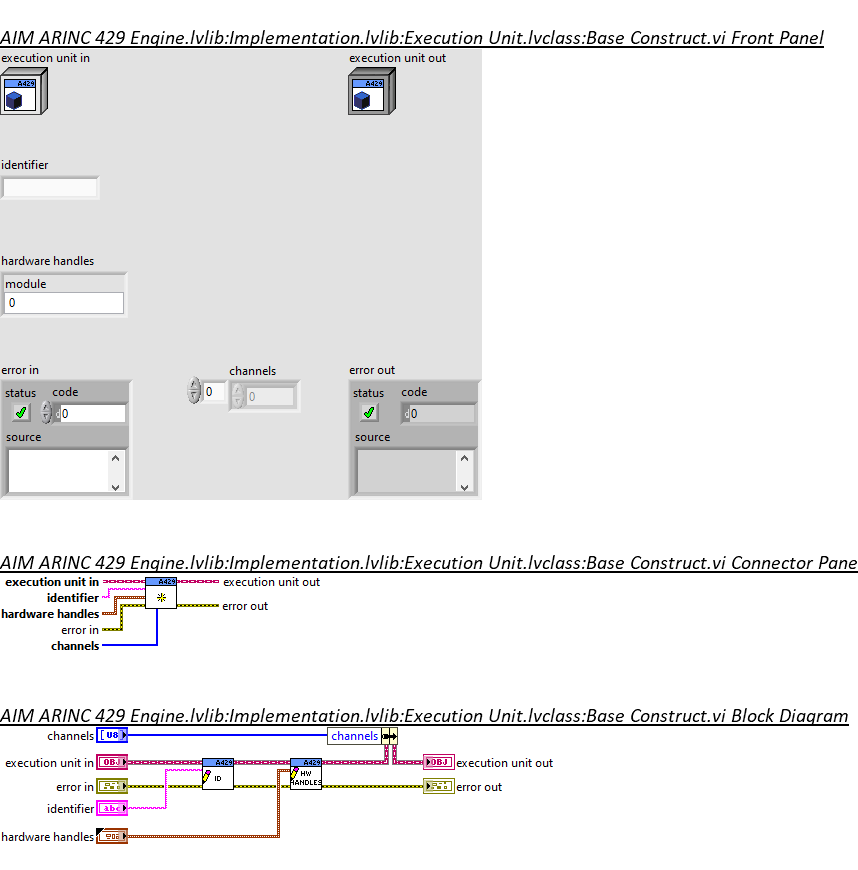 AIM ARINC 429 Engine.lvlib:Implementation.lvlib:Execution Unit.lvclass:Base Construct.vi Front Panel
execution unit in execution unit out
A429 A429
identifier
hardware handles
module
0
error in channels error out
status code 0 0 status code
0 d0
source source
AIM ARINC 429 Engine.lvlib:Implementation.lvlib:Execution Unit.lvclass:Base Construct.vi Connector Pane
execution unit in A429 execution unit out
identifier
hardware handles error out
error in
channels
AIM ARINC 429 Engine.lvlib:Implementation.lvlib:Execution Unit.lvclass:Base Construct.vi Block Diagram
channels U8 channels
execution unit in OBJ A429 A429 OBJ execution unit out
error in ID HW HANDLES error out
identifier abc
hardware handles